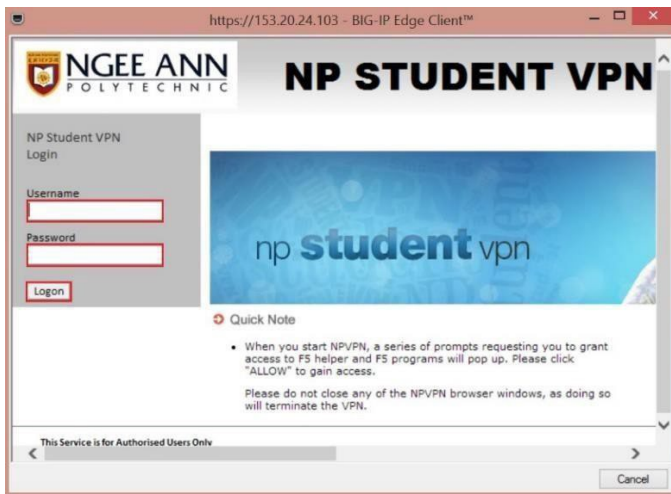 https://153.20.24.103 - BIG-IP Edge Client™
NGEE ANN
POLYTECHNIC
NP STUDENT VPN
NP Student VPN
Login
Username
Password
Logon
np student vpn
Quick Note
When you start NPVPN, a series of prompts requesting you to grant
access to F5 helper and F5 programs will pop up. Please click
"ALLOW" to gain access.
Please do not close any of the NPVPN browser windows, as doing so
will terminate the VPN.
This Service is for Authorised Users Only
Cancel